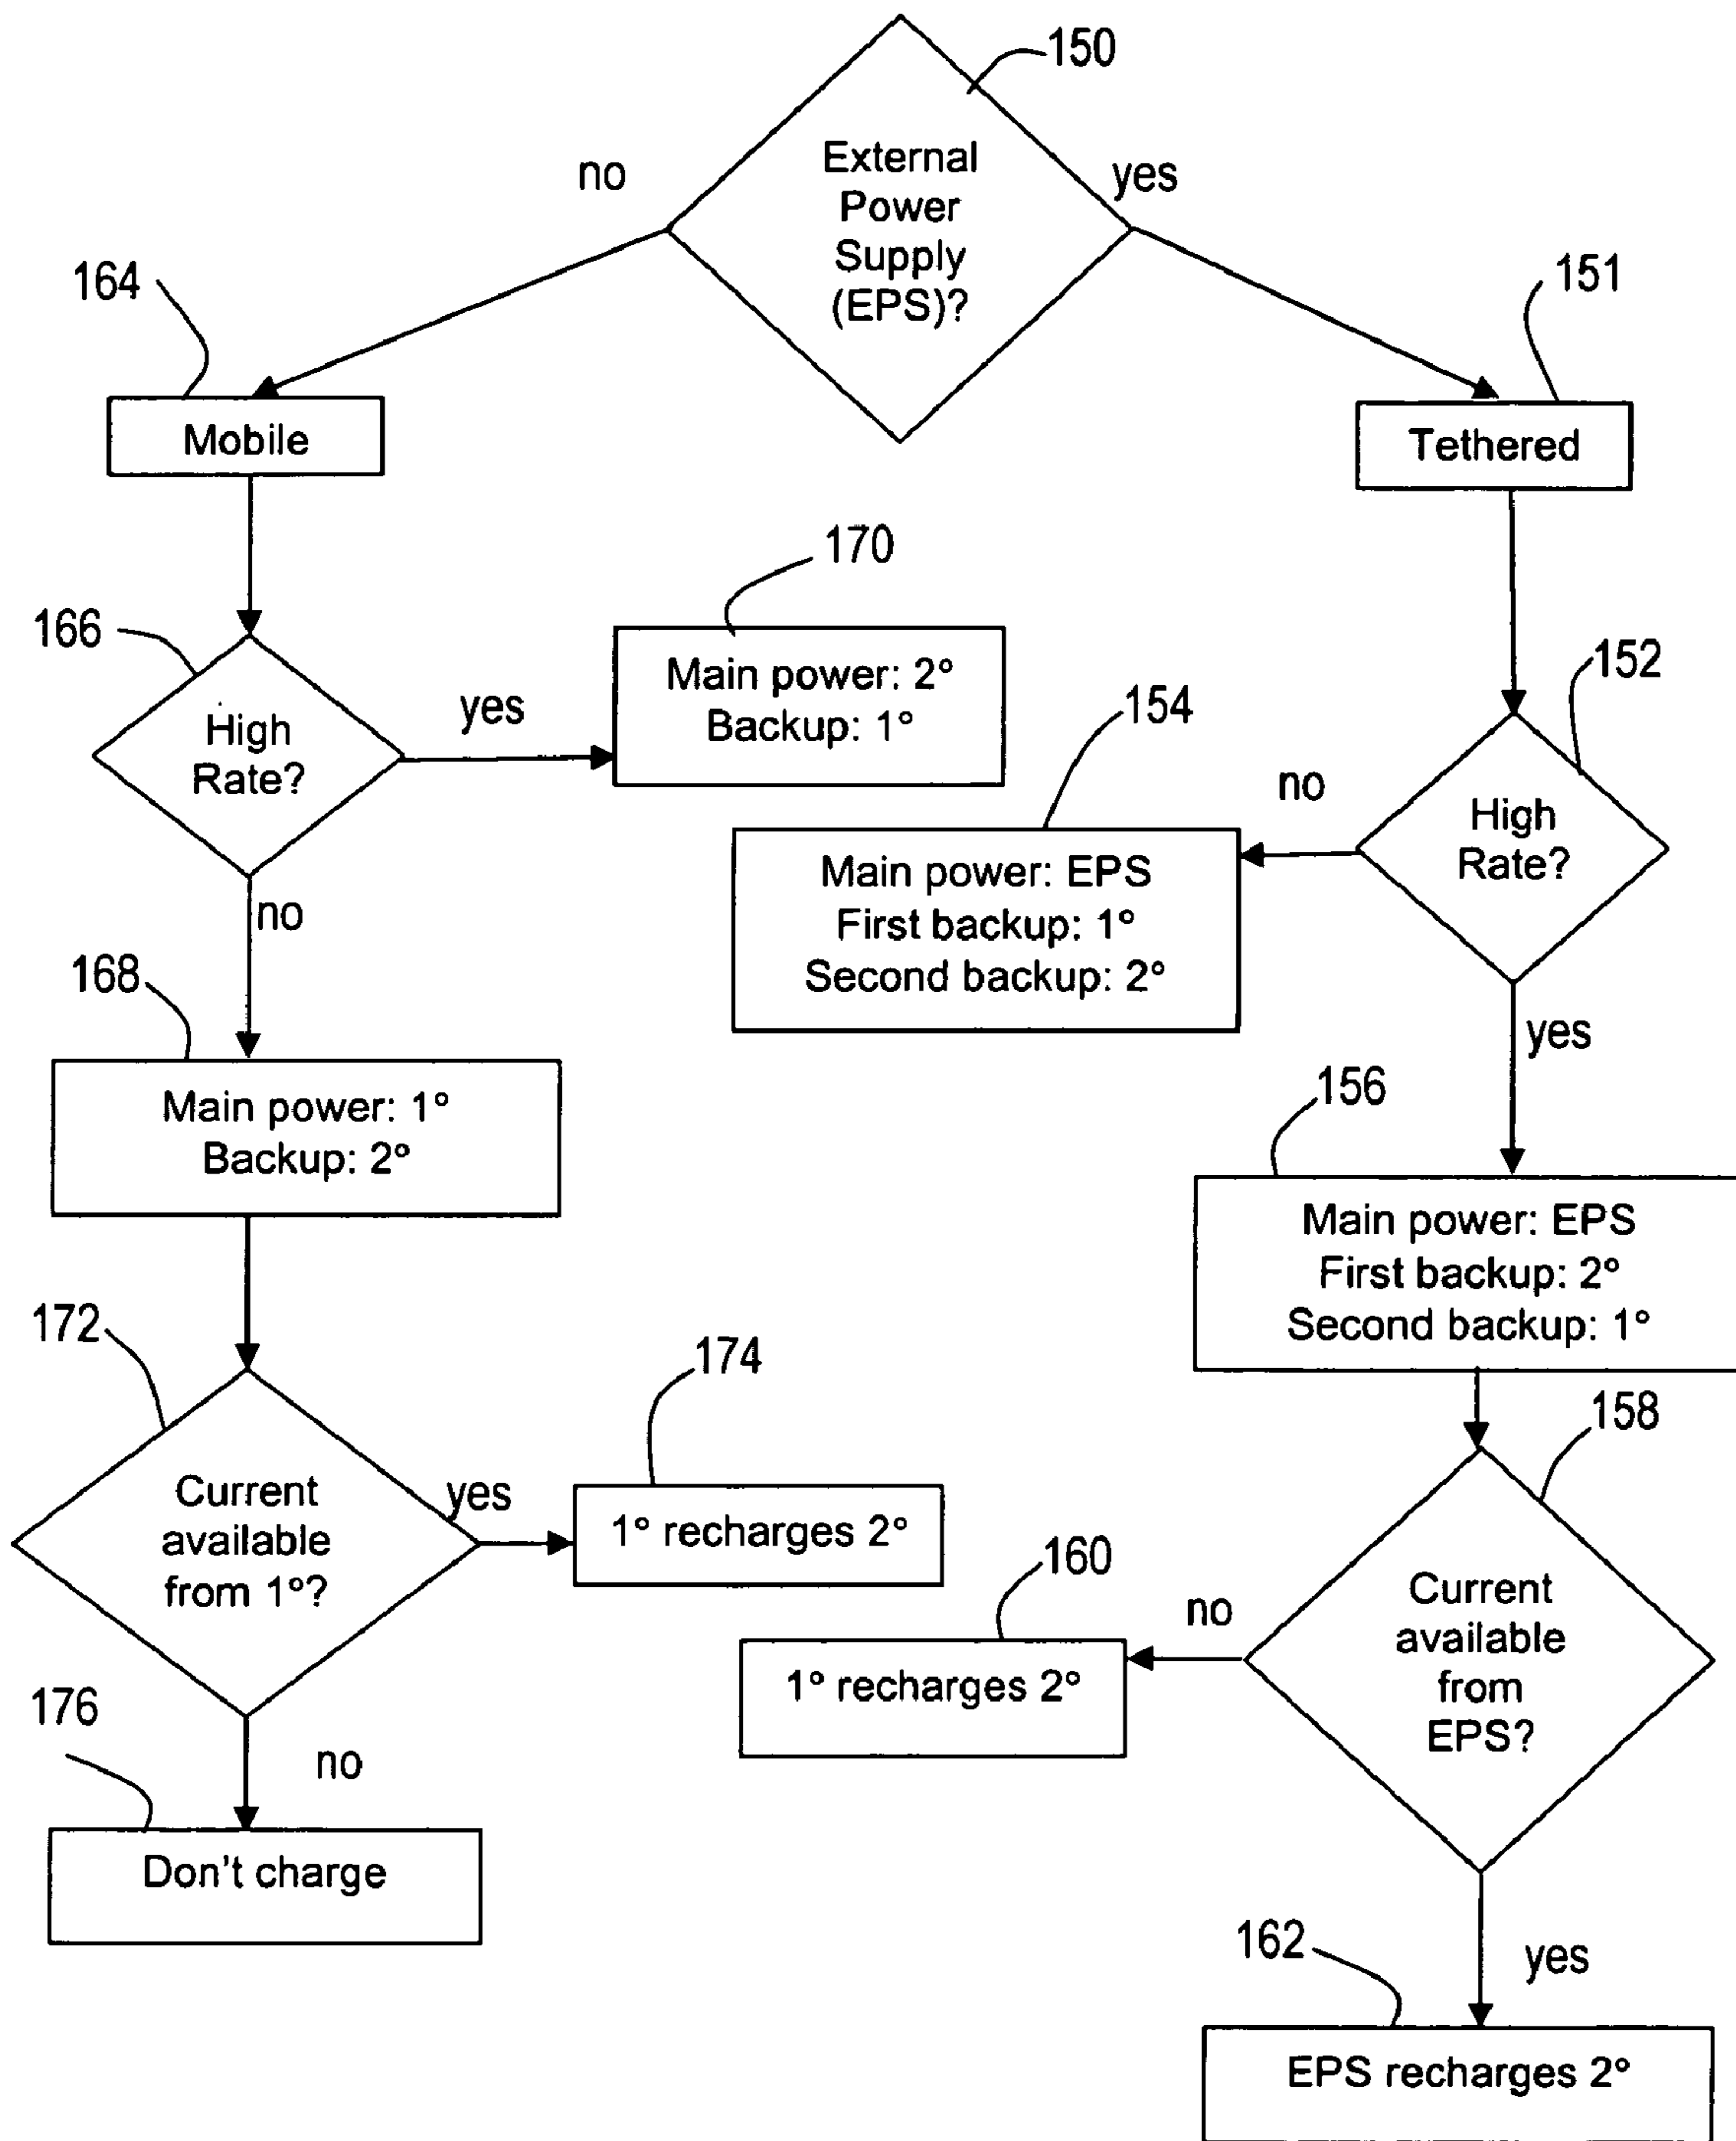 150
External
Power
Supply
(EPS)?
no
yes
164
151
Mobile
Tethered
170
166
High
Rate?
yes
Main power: 2°
Backup: 1°
152
154
no
High
Rate?
Main power: EPS
First backup: 1°
Second backup: 2°
no
yes
168
Main power: 1°
Backup: 2°
156
Main power: EPS
First backup: 2°
Second backup: 1°
172
174
158
Current
available
from 1°?
yes
1° recharges 2°
160
no
1° recharges 2°
Current
available
from
EPS?
176
no
Don't charge
162
yes
EPS recharges 2°